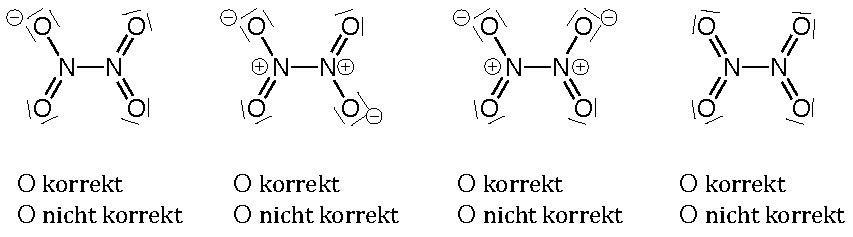 ⊖ O O ⊖ O O O O ⊖ O O
N N ⊕ N N ⊕ ⊕ N N ⊕ N N
O O O O ⊖ O O O O
O korrekt O korrekt O korrekt O korrekt
O nicht korrekt O nicht korrekt O nicht korrekt O nicht korrekt